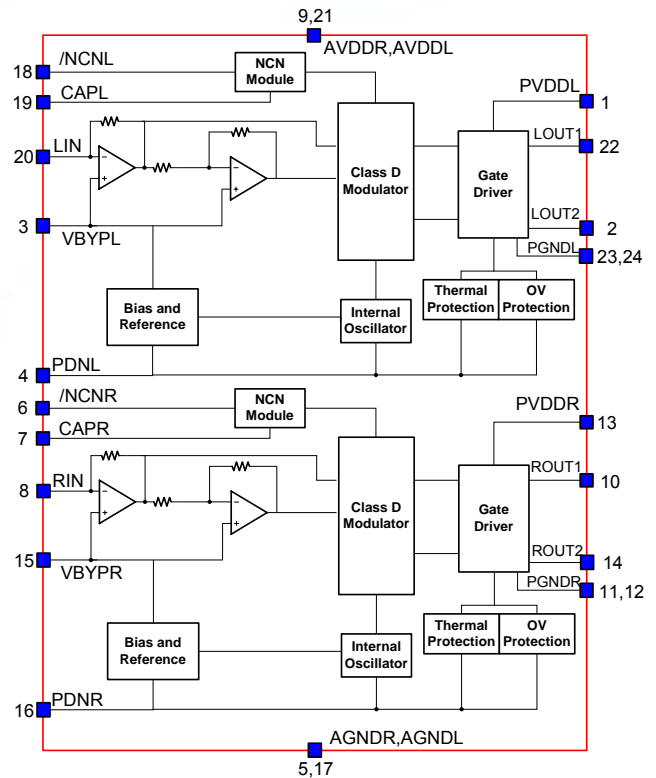 9,21
AVDDR,AVDDL
18
/NCNL
NCN
Module
19
CAPL
PVDDL
1
20
LIN
-
+
-
+
Class D
Modulator
Gate
Driver
LOUT1
22
3
VBYPL
LOUT2
2
PGNDL
23,24
Bias and
Reference
Internal
Oscillator
Thermal
Protection
OV
Protection
4
PDNL
6
/NCNR
NCN
Module
7
CAPR
PVDDR
13
8
RIN
-
+
-
+
Class D
Modulator
Gate
Driver
ROUT1
10
15
VBYPR
ROUT2
14
PGNDR
11,12
Bias and
Reference
Internal
Oscillator
Thermal
Protection
OV
Protection
16
PDNR
AGNDR,AGNDL
5,17